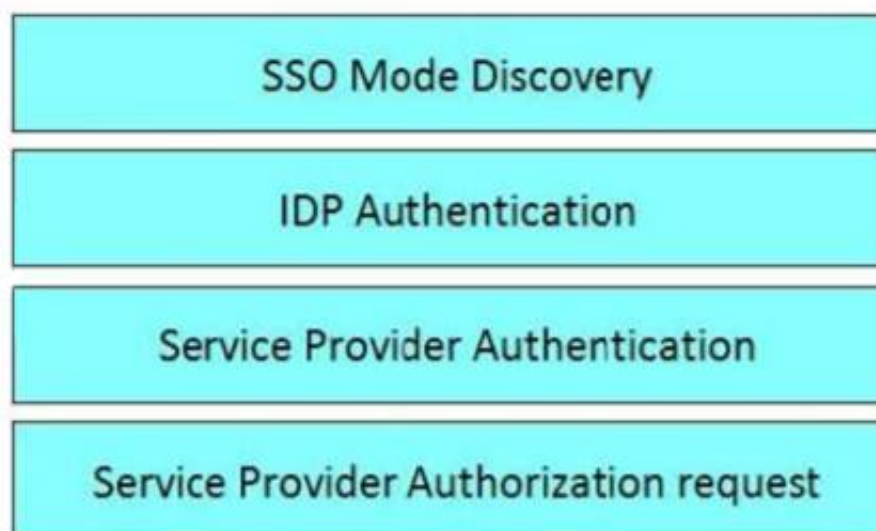 SSO Mode Discovery
IDP Authentication
Service Provider Authentication
Service Provider Authorization request